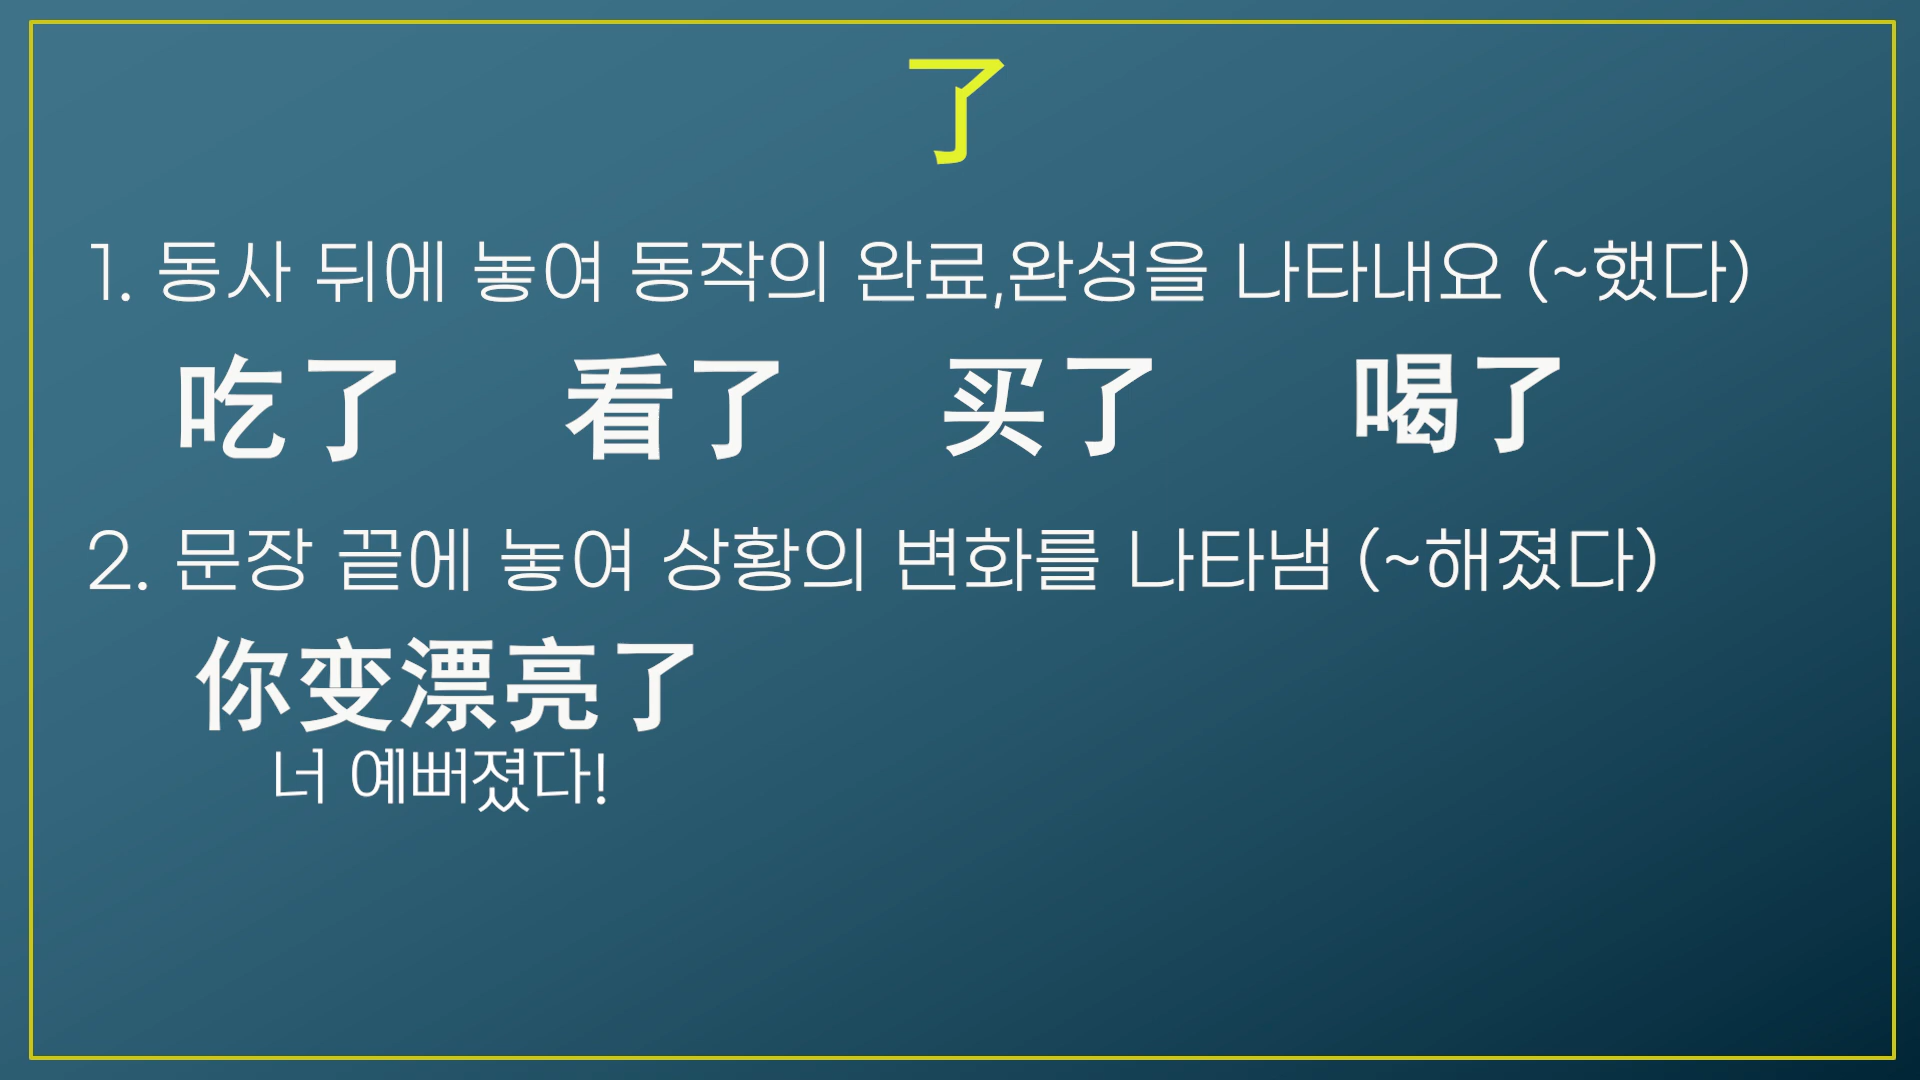 了
1. 동사 뒤에 놓여 동작의 완료,완성을 나타내요 (~했다)
吃了 看了 买了 喝了
2. 문장 끝에 놓여 상황의 변화를 나타냄 (~해졌다)
你变漂亮了
너 예뻐졌다!